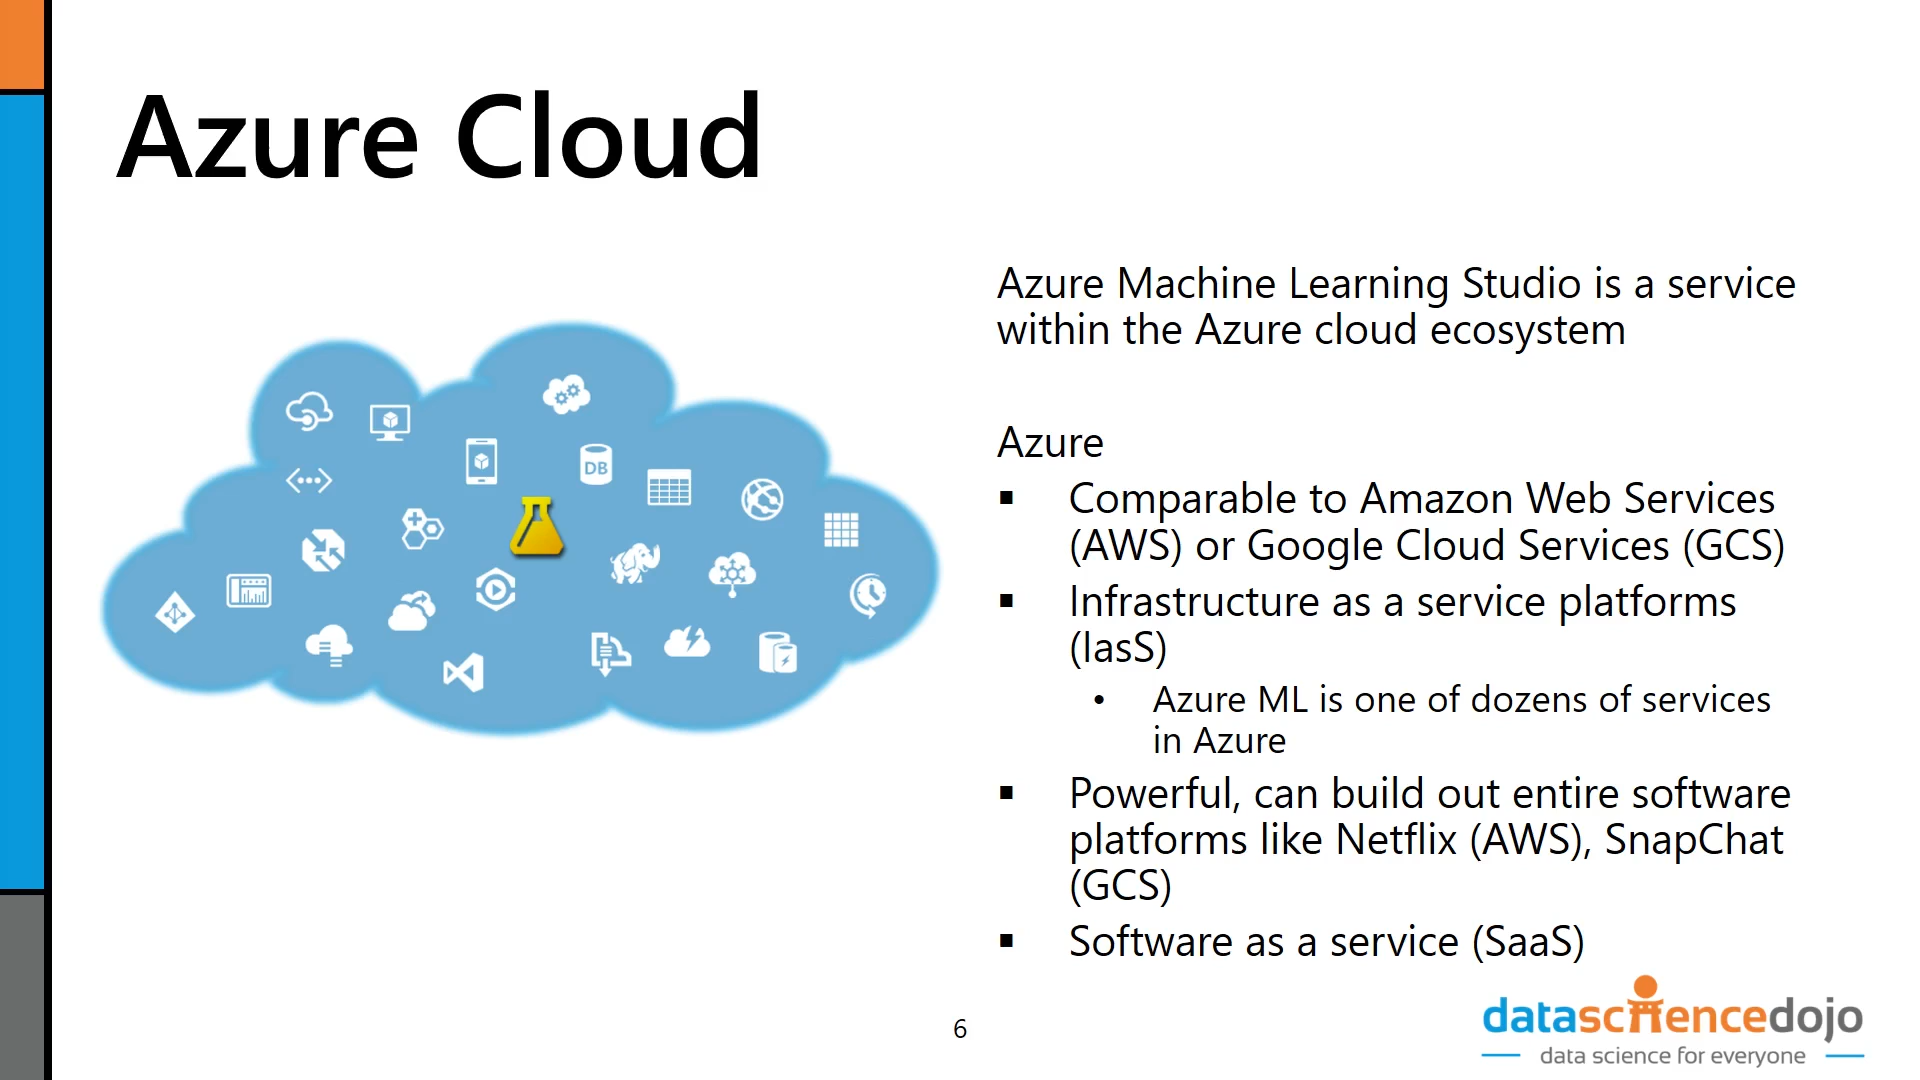 Azure Cloud
Azure Machine Learning Studio is a service
within the Azure cloud ecosystem
Azure
▪ Comparable to Amazon Web Services
(AWS) or Google Cloud Services (GCS)
▪ Infrastructure as a service platforms
(IasS)
• Azure ML is one of dozens of services
in Azure
▪ Powerful, can build out entire software
platforms like Netflix (AWS), SnapChat
(GCS)
▪ Software as a service (SaaS)
DB
6
datasciencedojo
data science for everyone